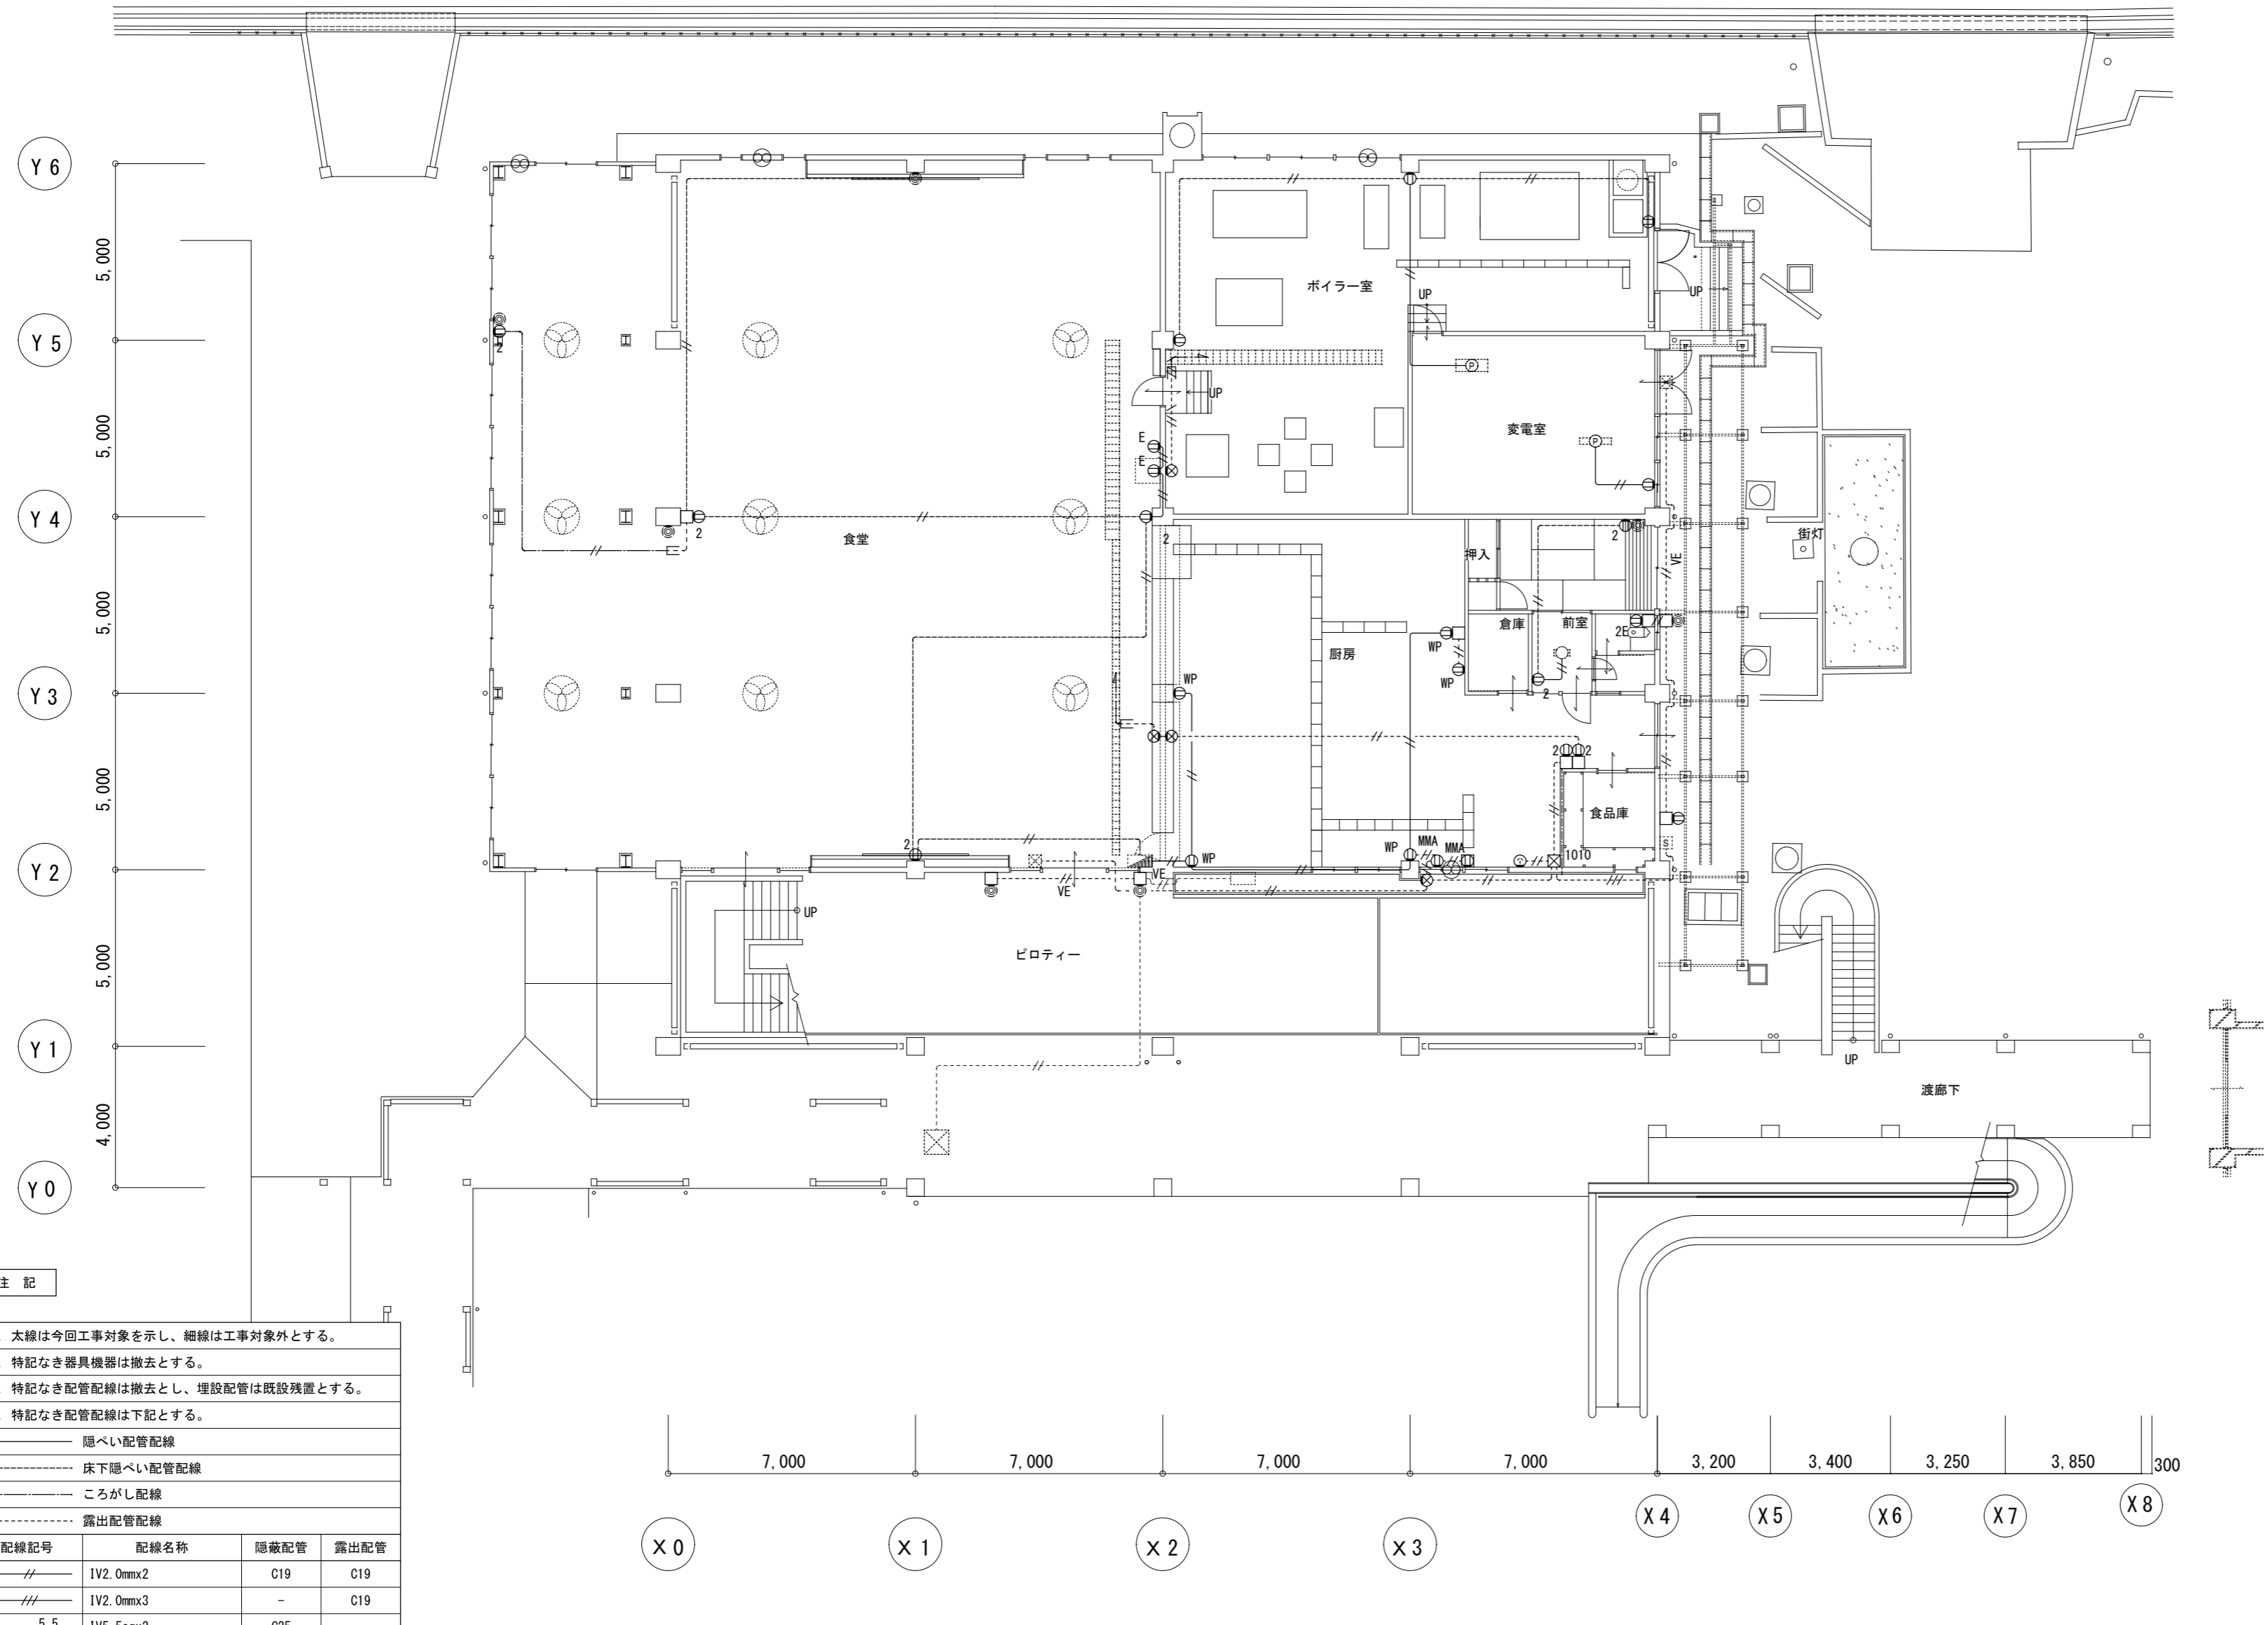 Y6
5,000
ボイラー室
UP
UP
Y5
2
P
UP
5,000
E
変電室
P
E
Y4
2
食堂
2
押入
2
VE
街灯
5,000
倉庫
前室
2E
厨房
WP
WP
Y3
WP
2
2
2
5,000
食品庫
2
WP
WP
MMA
MMA
1010
S
Y2
VE
VE
UP
ピロティー
5,000
Y1
UP
渡廊下
4,000
Y0
注 記
太線は今回工事対象を示し、細線は工事対象外とする。
特記なき器具機器は撤去とする。
特記なき配管配線は撤去とし、埋設配管は既設残置とする。
特記なき配管配線は下記とする。
隠ぺい配管配線
床下隠ぺい配管配線
ころがし配線
露出配管配線
配線記号 配線名称 隠蔽配管 露出配管
IV2.0mmx2 C19 C19
IV2.0mmx3 - C19
5.5
7,000 7,000 7,000 7,000 3,200 3,400 3,250 3,850 300
X0 X1 X2 X3 X4 X5 X6 X7 X8